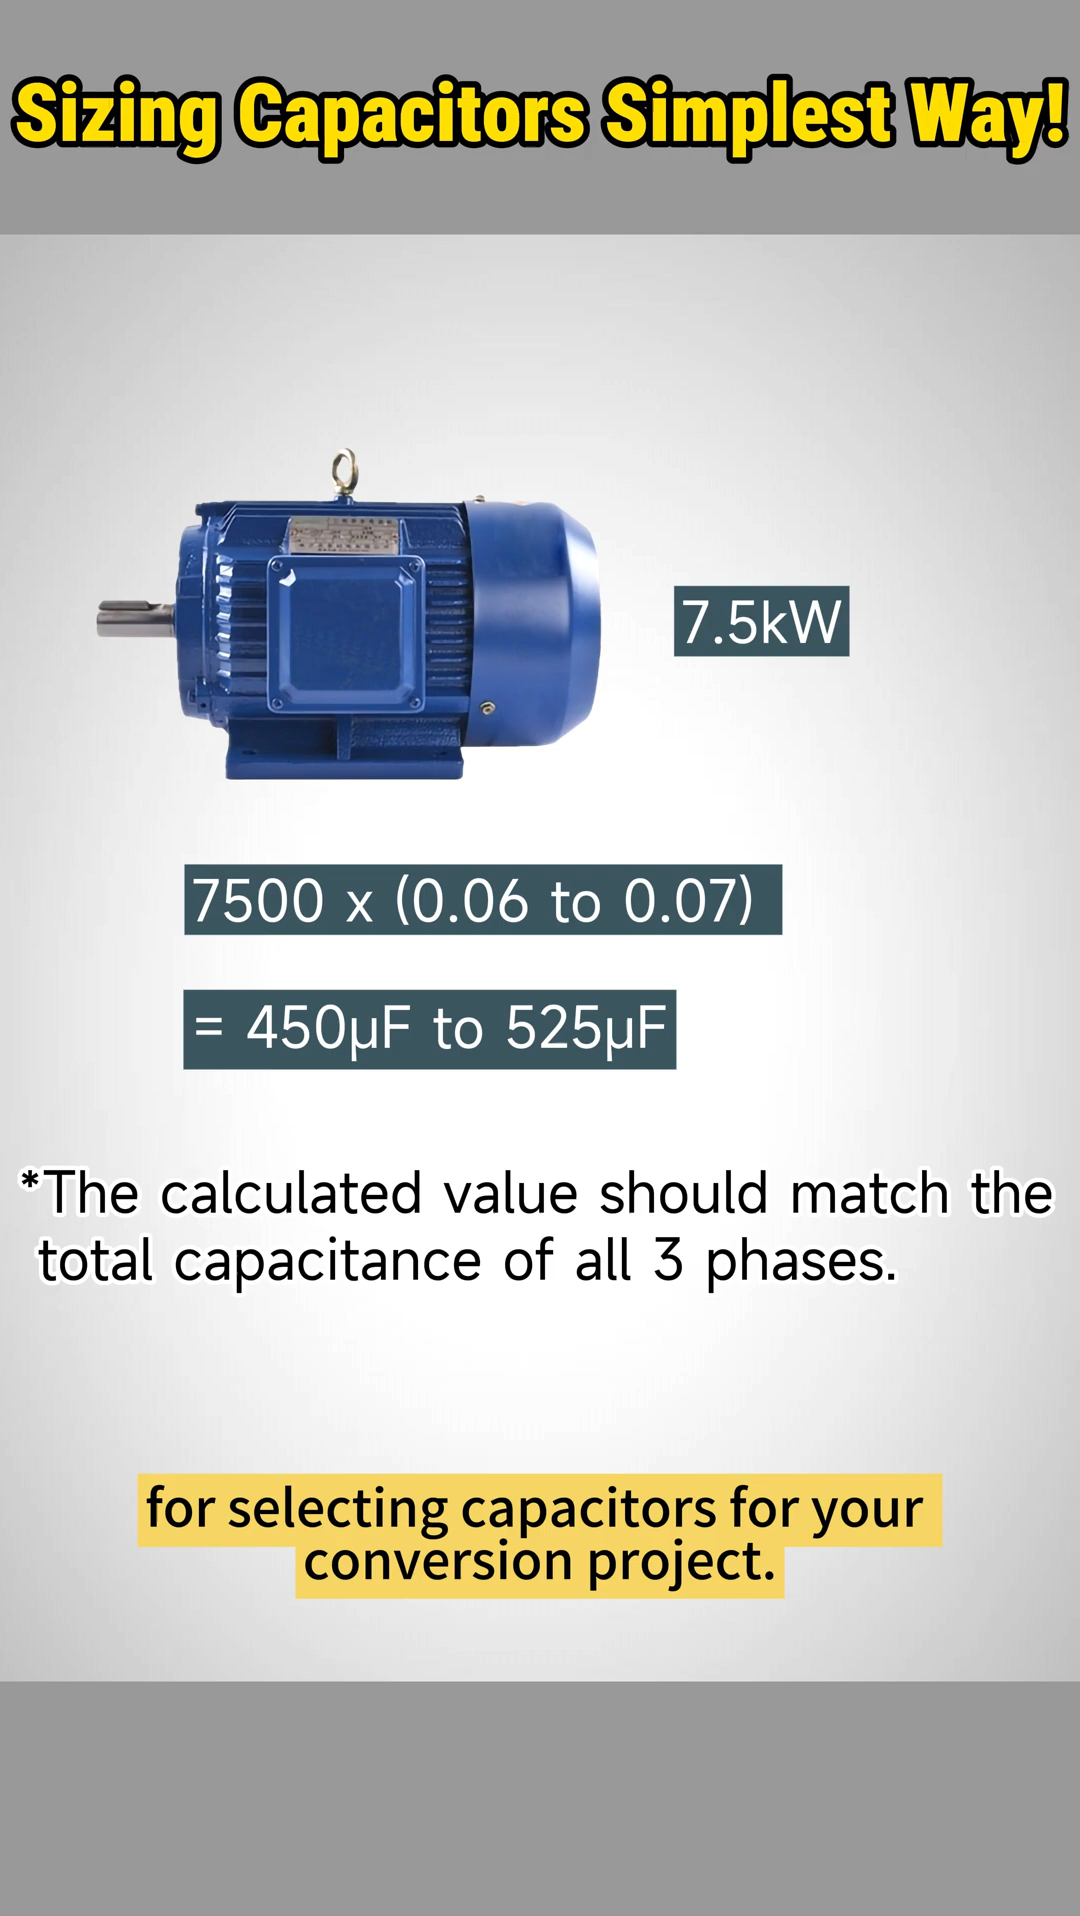 Sizing Capacitors Simplest Way!
7.5kW
7500 x (0.06 to 0.07)
= 450µF to 525µF
*The calculated value should match the
total capacitance of all 3 phases.
for selecting capacitors for your
conversion project.